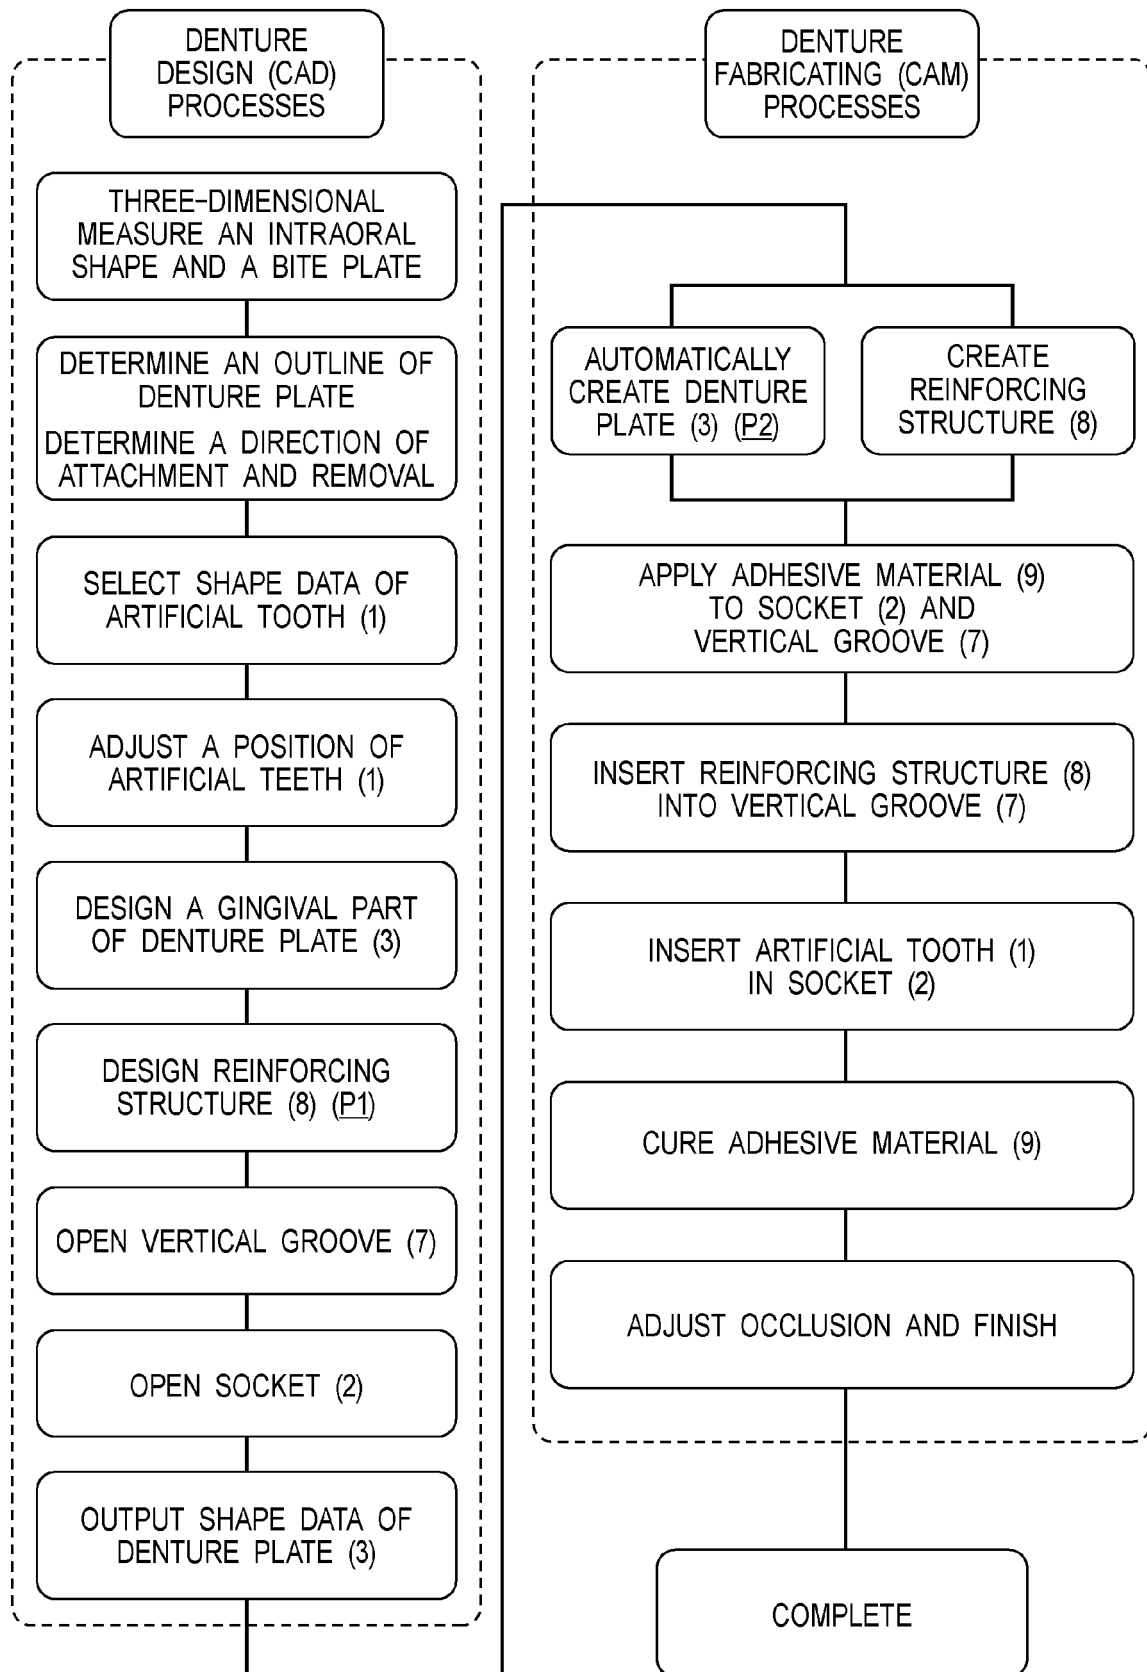 DENTURE
DESIGN (CAD)
PROCESSES
THREE-DIMENSIONAL
MEASURE AN INTRAORAL
SHAPE AND A BITE PLATE
DETERMINE AN OUTLINE OF
DENTURE PLATE
DETERMINE A DIRECTION OF
ATTACHMENT AND REMOVAL
SELECT SHAPE DATA OF
ARTIFICIAL TOOTH (1)
ADJUST A POSITION OF
ARTIFICIAL TEETH (1)
DESIGN A GINGIVAL PART
OF DENTURE PLATE (3)
DESIGN REINFORCING
STRUCTURE (8) (P1)
OPEN VERTICAL GROOVE (7)
OPEN SOCKET (2)
OUTPUT SHAPE DATA OF
DENTURE PLATE (3)
DENTURE
FABRICATING (CAM)
PROCESSES
AUTOMATICALLY
CREATE DENTURE
PLATE (3) (P2)
CREATE
REINFORCING
STRUCTURE (8)
APPLY ADHESIVE MATERIAL (9)
TO SOCKET (2) AND
VERTICAL GROOVE (7)
INSERT REINFORCING STRUCTURE (8)
INTO VERTICAL GROOVE (7)
INSERT ARTIFICIAL TOOTH (1)
IN SOCKET (2)
CURE ADHESIVE MATERIAL (9)
ADJUST OCCLUSION AND FINISH
COMPLETE